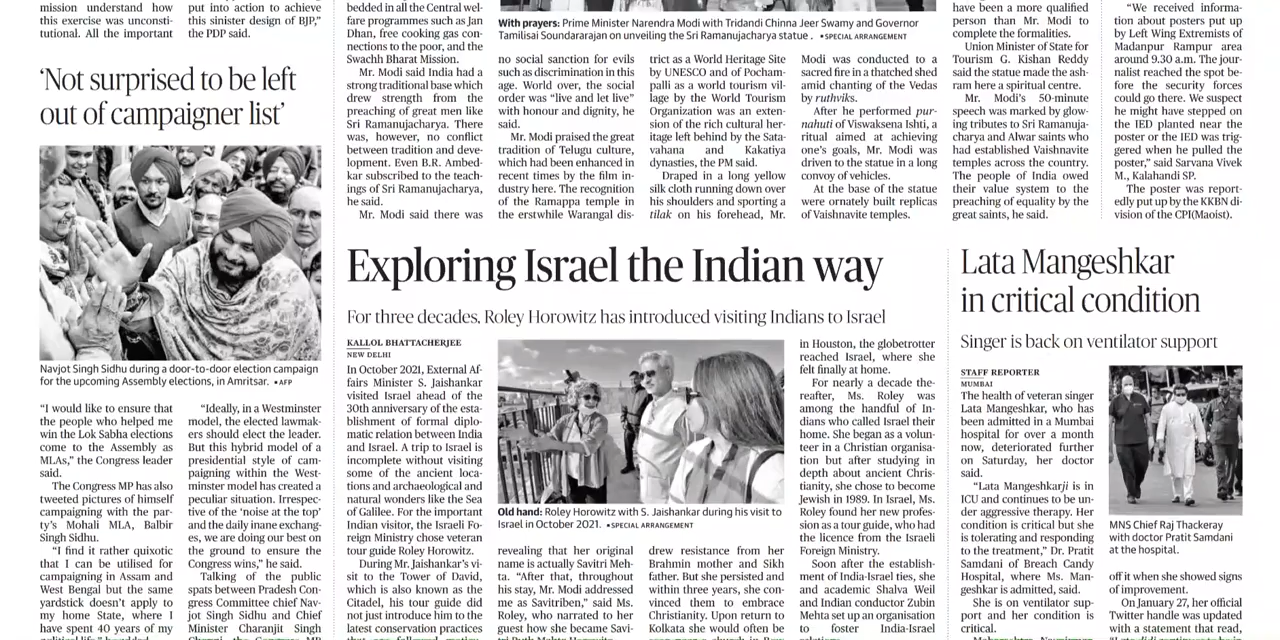 mission understand how
this exercise was unconsti-
tutional. All the important
put into action to achieve
this sinister design of BJP,"
the PDP said.
'Not surprised to be left
out of campaigner list'
Navjot Singh Sidhu during a door-to-door election campaign
for the upcoming Assembly elections, in Amritsar. •AFP
"I would like to ensure that
the people who helped me
win the Lok Sabha elections
come to the Assembly as
MLAs," the Congress leader
said.
The Congress MP has also
tweeted pictures of himself
campaigning with the par-
ty's Mohali MLA, Balbir
Singh Sidhu.
"I find it rather quixotic
that I can be utilised for
campaigning in Assam and
West Bengal but the same
yardstick doesn't apply to
my home State, where I
have spent 40 years of my
"Ideally, in a Westminster
model, the elected lawmak-
ers should elect the leader.
But this hybrid model of a
presidential style of cam-
paigning within the West-
minster model has created a
peculiar situation. Irrespec-
tive of the 'noise at the top'
and the daily inane exchang-
es, we are doing our best on
the ground to ensure the
Congress wins," he said.
Talking of the public
spats between Pradesh Con-
gress Committee chief Nav-
jot Singh Sidhu and Chief
Minister Charanjit Singh
bedded in all the Central wel-
fare programmes such as Jan
Dhan, free cooking gas con-
nections to the poor, and the
Swachh Bharat Mission.
Mr. Modi said India had a
strong traditional base which
drew strength from the
preaching of great men like
Sri Ramanujacharya. There
was, however, no conflict
between tradition and deve-
lopment. Even B.R. Ambed-
kar subscribed to the teach-
ings of Sri Ramanujacharya,
he said.
Mr. Modi said there was
With prayers: Prime Minister Narendra Modi with Tridandi Chinna Jeer Swamy and Governor
Tamilisai Soundararajan on unveiling the Sri Ramanujacharya statue . •SPECIAL ARRANGEMENT
no social sanction for evils
such as discrimination in this
age. World over, the social
order was "live and let live"
with honour and dignity, he
said.
Mr. Modi praised the great
tradition of Telugu culture,
which had been enhanced in
recent times by the film in-
dustry here. The recognition
of the Ramappa temple in
the erstwhile Warangal dis-
trict as a World Heritage Site
by UNESCO and of Pocham-
palli as a world tourism vil-
lage by the World Tourism
Organization was an exten-
sion of the rich cultural her-
itage left behind by the Sata-
vahana and Kakatiya
dynasties, the PM said.
Draped in a long yellow
silk cloth running down over
his shoulders and sporting a
tilak on his forehead, Mr.
Modi was conducted to a
sacred fire in a thatched shed
amid chanting of the Vedas
by ruthviks.
After he performed pur-
nahuti of Viswaksena Ishti, a
ritual aimed at achieving
one's goals, Mr. Modi was
driven to the statue in a long
convoy of vehicles.
At the base of the statue
were ornately built replicas
of Vaishnavite temples.
have been a more qualified
person than Mr. Modi to
complete the formalities.
Union Minister of State for
Tourism G. Kishan Reddy
said the statue made the ash-
ram here a spiritual centre.
Mr. Modi's 50-minute
speech was marked by glow-
ing tributes to Sri Ramanuja-
charya and Alwar saints who
had established Vaishnavite
temples across the country.
The people of India owed
their value system to the
preaching of equality by the
great saints, he said.
"We received informa-
tion about posters put up
by Left Wing Extremists of
Madanpur Rampur area
around 9.30 a.m. The jour-
nalist reached the spot be-
fore the security forces
could go there. We suspect
he might have stepped on
the IED planted near the
poster or the IED was trig-
gered when he pulled the
poster," said Sarvana Vivek
M., Kalahandi SP.
The poster was report-
edly put up by the KKBN di-
vision of the CPI(Maoist).
Exploring Israel the Indian way
For three decades, Roley Horowitz has introduced visiting Indians to Israel
KALLOL BHATTACHERJEE
NEW DELHI
In October 2021, External Af-
fairs Minister S. Jaishankar
visited Israel ahead of the
30th anniversary of the esta-
blishment of formal diplo-
matic relation between India
and Israel. A trip to Israel is
incomplete without visiting
some of the ancient loca-
tions and archaeological and
natural wonders like the Sea
of Galilee. For the important
Indian visitor, the Israeli Fo-
reign Ministry chose veteran
tour guide Roley Horowitz.
During Mr. Jaishankar's vi-
sit to the Tower of David,
which is also known as the
Citadel, his tour guide did
not just introduce him to the
latest conservation practices
Old hand: Roley Horowitz with S. Jaishankar during his visit to
Israel in October 2021. •SPECIAL ARRANGEMENT
revealing that her original
name is actually Savitri Meh-
ta. "After that, throughout
his stay, Mr. Modi addressed
me as Savitriben," said Ms.
Roley, who narrated to her
guest how she became Savi-
drew resistance from her
Brahmin mother and Sikh
father. But she persisted and
within three years, she con-
vinced them to embrace
Christianity. Upon return to
Kolkata she would often be
in Houston, the globetrotter
reached Israel, where she
felt finally at home.
For nearly a decade the-
reafter, Ms. Roley was
among the handful of In-
dians who called Israel their
home. She began as a volun-
teer in a Christian organisa-
tion but after studying in
depth about ancient Chris-
tianity, she chose to become
Jewish in 1989. In Israel, Ms.
Roley found her new profes-
sion as a tour guide, who had
the licence from the Israeli
Foreign Ministry.
Soon after the establish-
ment of India-Israel ties, she
and academic Shalva Weil
and Indian conductor Zubin
Mehta set up an organisation
to foster India-Israel
Lata Mangeshkar
in critical condition
Singer is back on ventilator support
STAFF REPORTER
MUMBAI
The health of veteran singer
Lata Mangeshkar, who has
been admitted in a Mumbai
hospital for over a month
now, deteriorated further
on Saturday, her doctor
said.
"Lata Mangeshkarji is in
ICU and continues to be un-
der aggressive therapy. Her
condition is critical but she
is tolerating and responding
to the treatment," Dr. Pratit
Samdani of Breach Candy
Hospital, where Ms. Man-
geshkar is admitted, said.
She is on ventilator sup-
port and her condition is
critical.
MNS Chief Raj Thackeray
with doctor Pratit Samdani
at the hospital.
off it when she showed signs
of improvement.
On January 27, her official
Twitter handle was updated
with a statement that read,